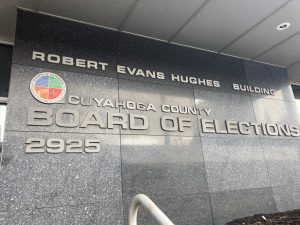 ROBERT EVANS HUGHES BUILDING
CUYAHOGA COUNTY
BOARD OF ELECTIONS
2925